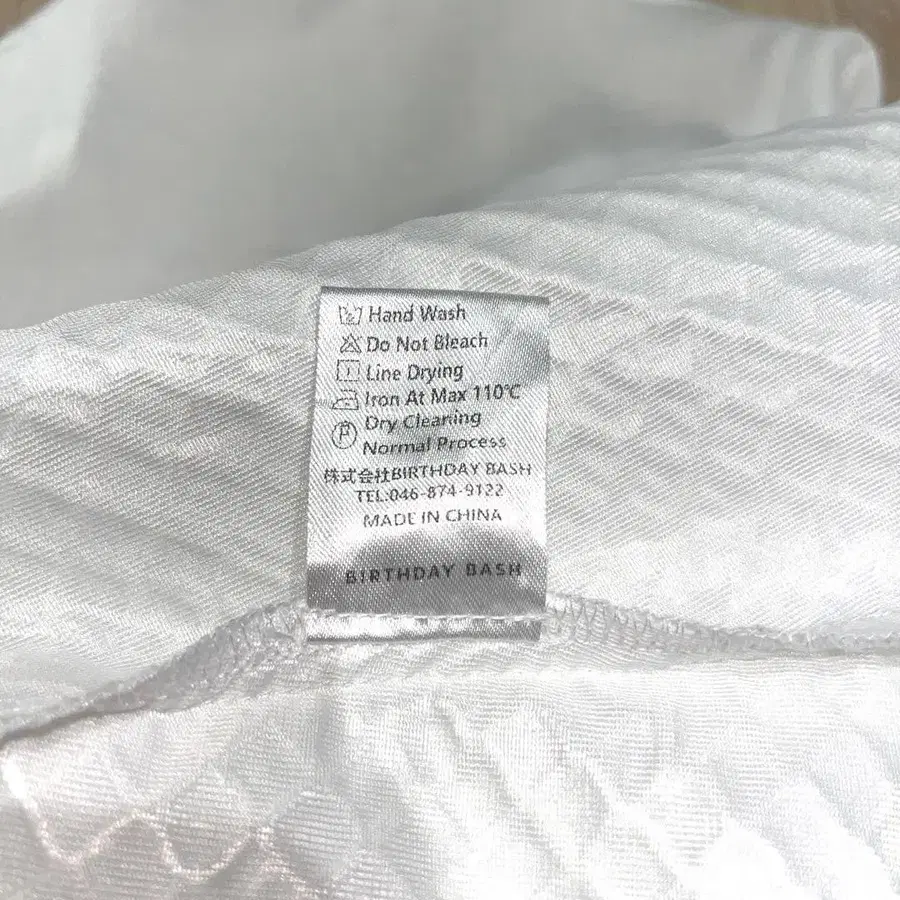 Hand Wash
Do Not Bleach
Line Drying
Iron At Max 110℃
Dry Cleaning
Normal Process
株式会社BIRTHDAY BASH
TEL:046-874-9122
MADE IN CHINA
BIRTHDAY BASH